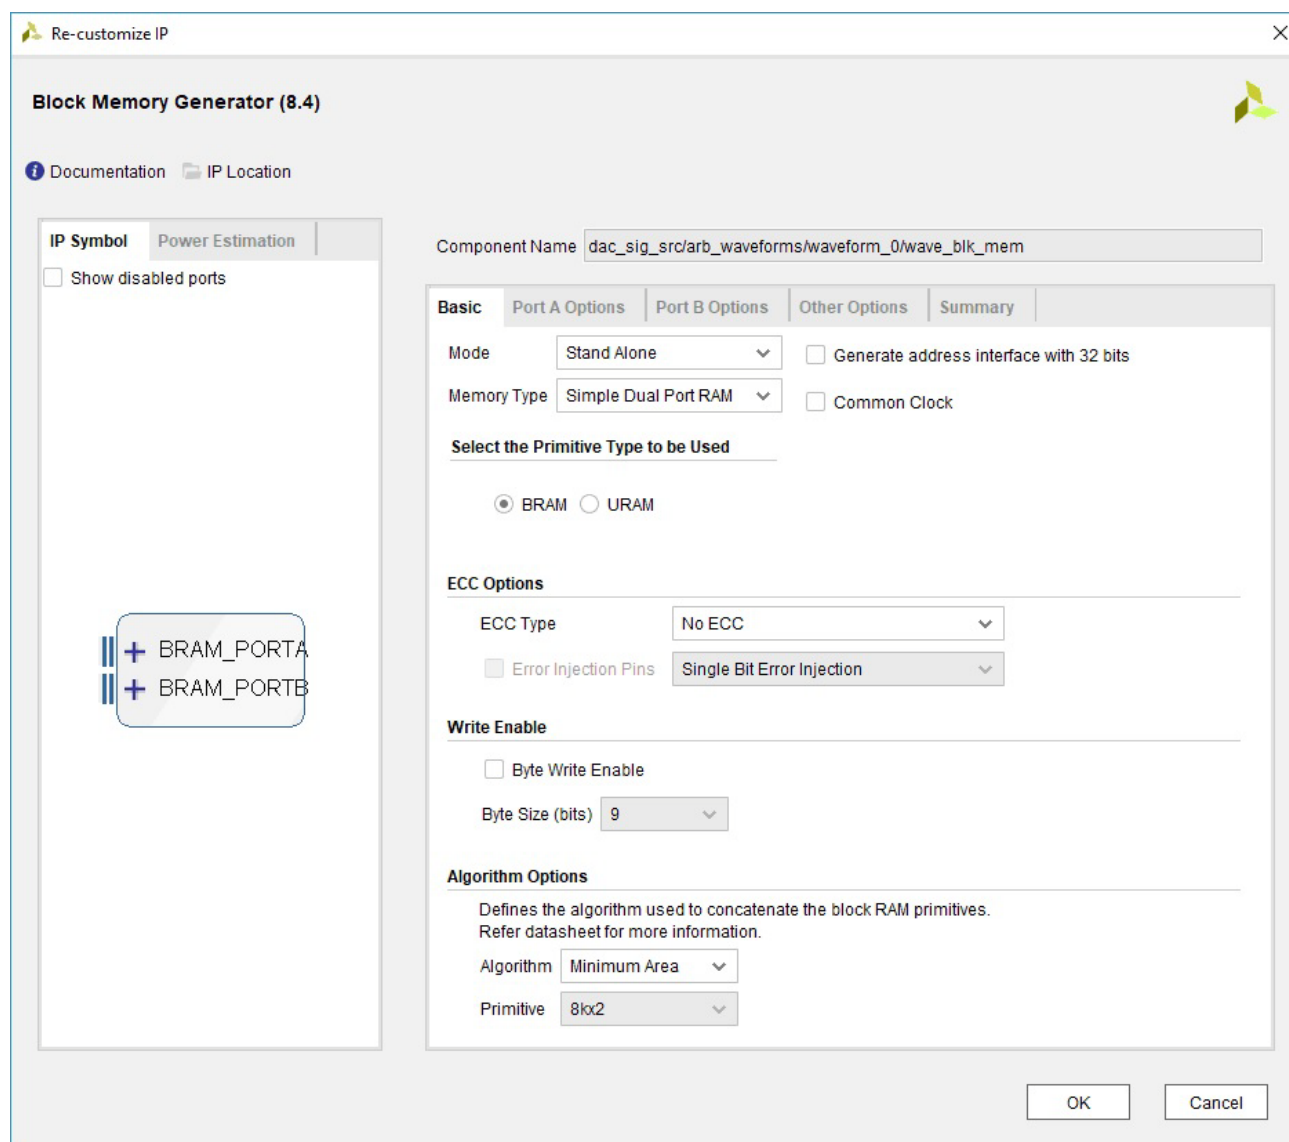 Re-customize IP
Block Memory Generator (8.4)
Documentation IP Location
IP Symbol Power Estimation
Show disabled ports
BRAM_PORTA
BRAM_PORTB
Component Name dac_sig_src/arb_waveforms/waveform_0/wave_blk_mem
Basic Port A Options Port B Options Other Options Summary
Mode Stand Alone Generate address interface with 32 bits
Memory Type Simple Dual Port RAM Common Clock
Select the Primitive Type to be Used
BRAM URAM
ECC Options
ECC Type No ECC
Error Injection Pins Single Bit Error Injection
Write Enable
Byte Write Enable
Byte Size (bits) 9
Algorithm Options
Defines the algorithm used to concatenate the block RAM primitives.
Refer datasheet for more information.
Algorithm Minimum Area
Primitive 8kx2
OK Cancel